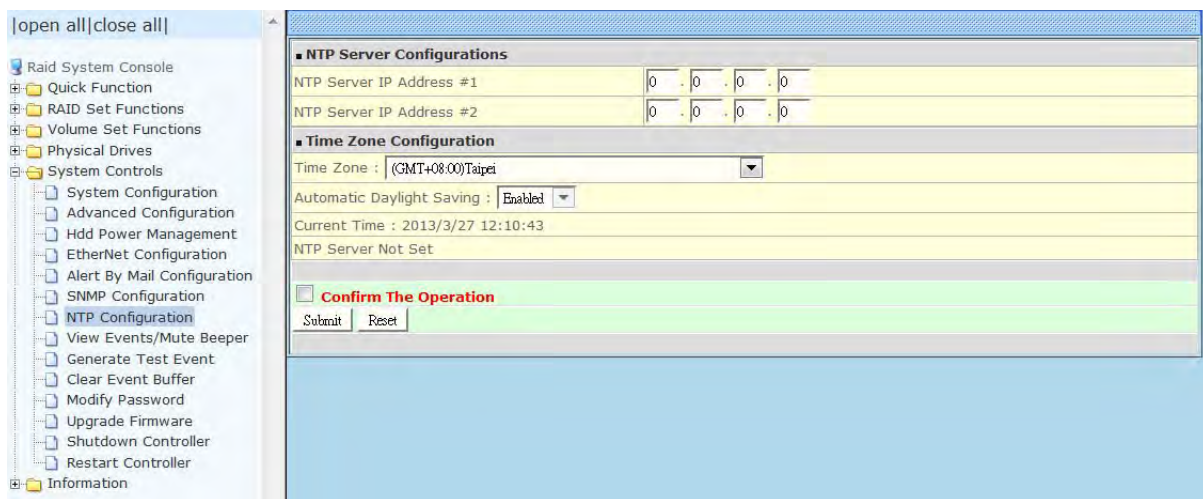 |open all|close all|
Raid System Console
Quick Function
RAID Set Functions
Volume Set Functions
Physical Drives
System Controls
System Configuration
Advanced Configuration
Hdd Power Management
EtherNet Configuration
Alert By Mail Configuration
SNMP Configuration
NTP Configuration
View Events/Mute Beeper
Generate Test Event
Clear Event Buffer
Modify Password
Upgrade Firmware
Shutdown Controller
Restart Controller
Information
NTP Server Configurations
NTP Server IP Address #1 0 . 0 . 0 . 0
NTP Server IP Address #2 0 . 0 . 0 . 0
Time Zone Configuration
Time Zone : (GMT+08:00)Taipei
Automatic Daylight Saving : Enabled
Current Time : 2013/3/27 12:10:43
NTP Server Not Set
Confirm The Operation
Submit Reset